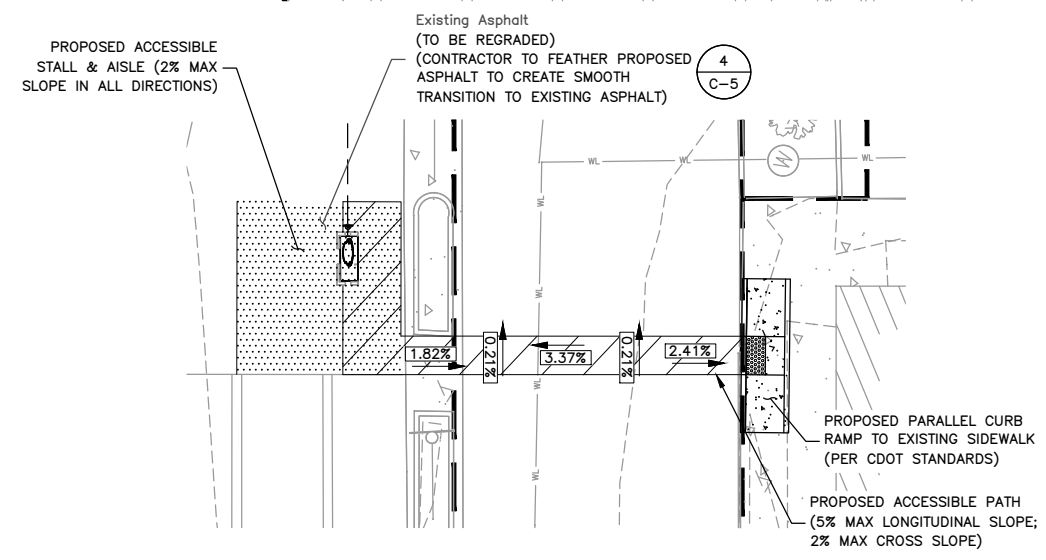 Existing Asphalt
(TO BE REGRADED)
(CONTRACTOR TO FEATHER PROPOSED
ASPHALT TO CREATE SMOOTH
TRANSITION TO EXISTING ASPHALT)
4
C-5
PROPOSED ACCESSIBLE
STALL & AISLE (2% MAX
SLOPE IN ALL DIRECTIONS)
WL
WL
W
WL
WL
WL
WL
WL
1.82%
0.21%
3.37%
0.21%
2.41%
PROPOSED PARALLEL CURB
RAMP TO EXISTING SIDEWALK
(PER CDOT STANDARDS)
PROPOSED ACCESSIBLE PATH
(5% MAX LONGITUDINAL SLOPE;
2% MAX CROSS SLOPE)